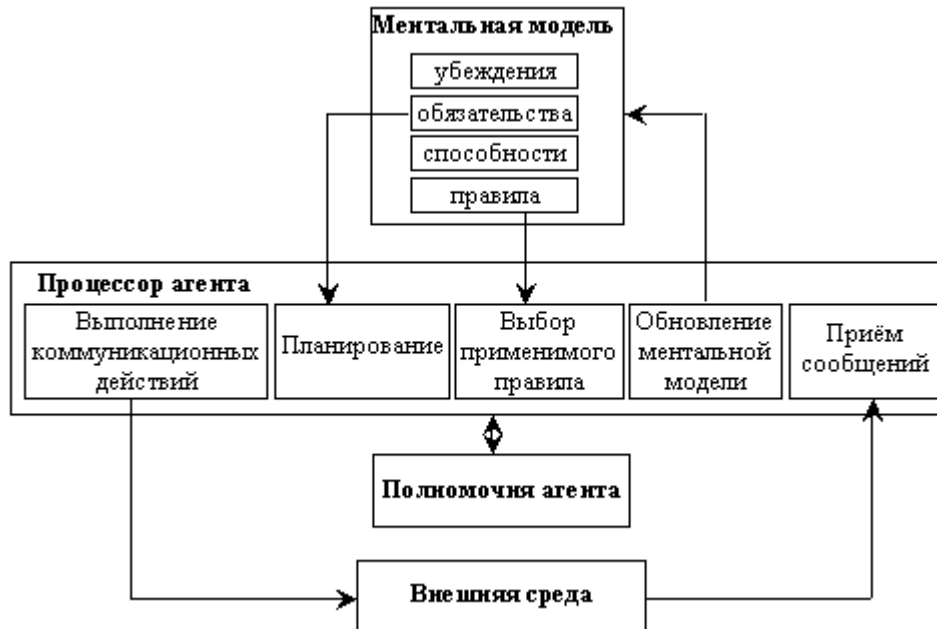 Ментальная модель
убеждения
обязательства
способности
правила
Процессор агента
Выполнение
коммуникационных
действий
Планирование
Выбор
применимого
правила
Обновление
ментальной
модели
Приём
сообщений
Полномочия агента
Внешняя среда